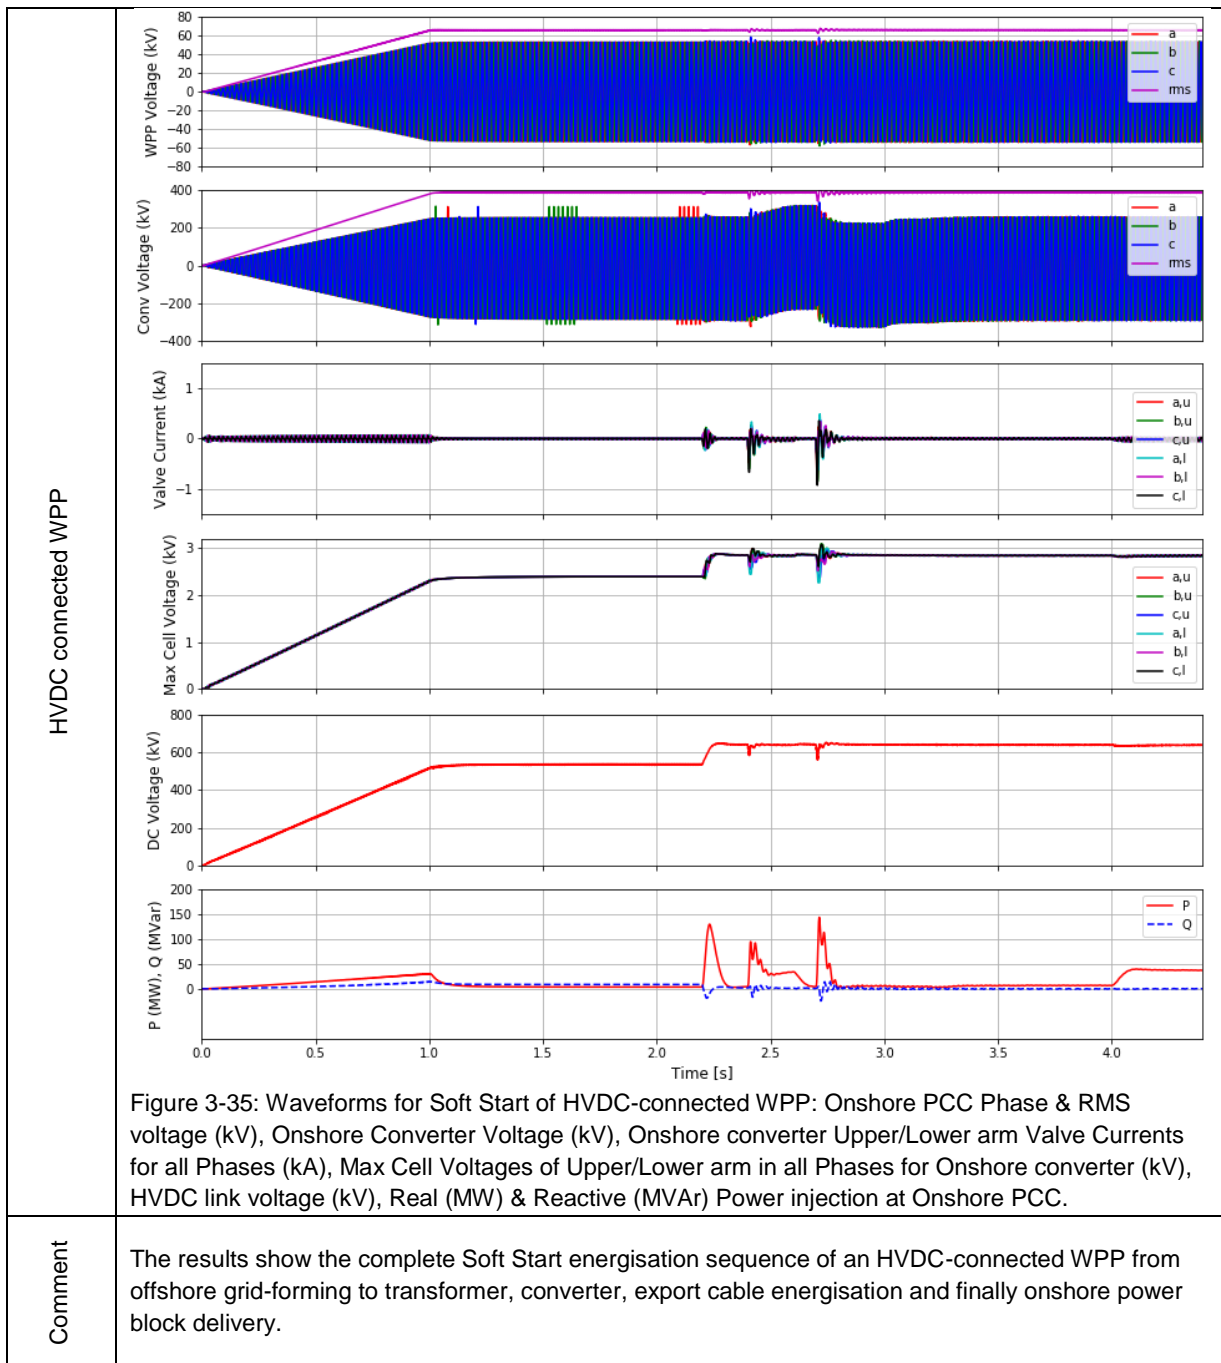 HVDC connected WPP
80
60
40
20
0
−20
−40
−60
−80
WPP Voltage (kV)
a
b
c
rms
400
200
0
−200
−400
Conv Voltage (kV)
a
b
c
rms
1
0
−1
Valve Current (kA)
a,u
b,u
c,u
a,l
b,l
c,l
3
2
1
0
Max Cell Voltage (kV)
a,u
b,u
c,u
a,l
b,l
c,l
800
600
400
200
0
DC Voltage (kV)
200
150
100
50
0
P (MW), Q (MVar)
P
Q
0.0 0.5 1.0 1.5 2.0 2.5 3.0 3.5 4.0
Time [s]
Figure 3-35: Waveforms for Soft Start of HVDC-connected WPP: Onshore PCC Phase & RMS
voltage (kV), Onshore Converter Voltage (kV), Onshore converter Upper/Lower arm Valve Currents
for all Phases (kA), Max Cell Voltages of Upper/Lower arm in all Phases for Onshore converter (kV),
HVDC link voltage (kV), Real (MW) & Reactive (MVAr) Power injection at Onshore PCC.
Comment
The results show the complete Soft Start energisation sequence of an HVDC-connected WPP from
offshore grid-forming to transformer, converter, export cable energisation and finally onshore power
block delivery.